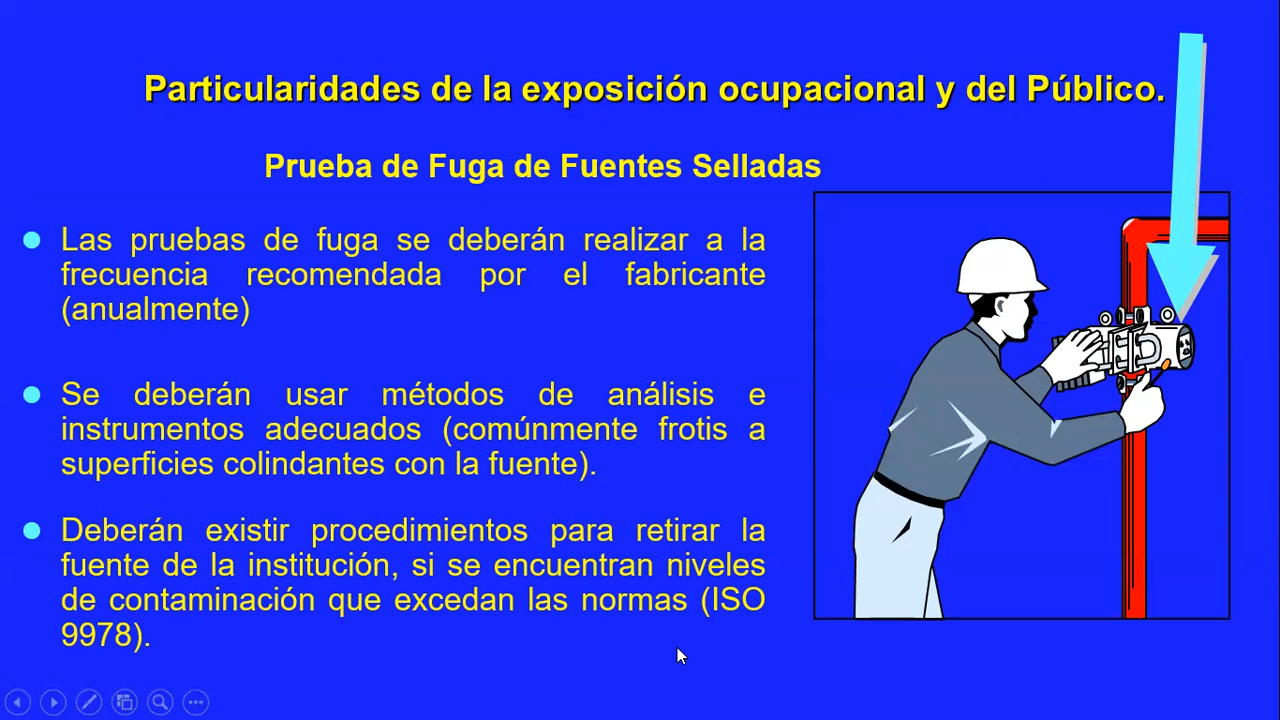 Particularidades de la exposición ocupacional y del Público.
Prueba de Fuga de Fuentes Selladas
Las pruebas de fuga se deberán realizar a la
frecuencia recomendada por el fabricante
(anualmente)
Se deberán usar métodos de análisis e
instrumentos adecuados (comúnmente frotis a
superficies colindantes con la fuente).
Deberán existir procedimientos para retirar la
fuente de la institución, si se encuentran niveles
de contaminación que excedan las normas (ISO
9978).